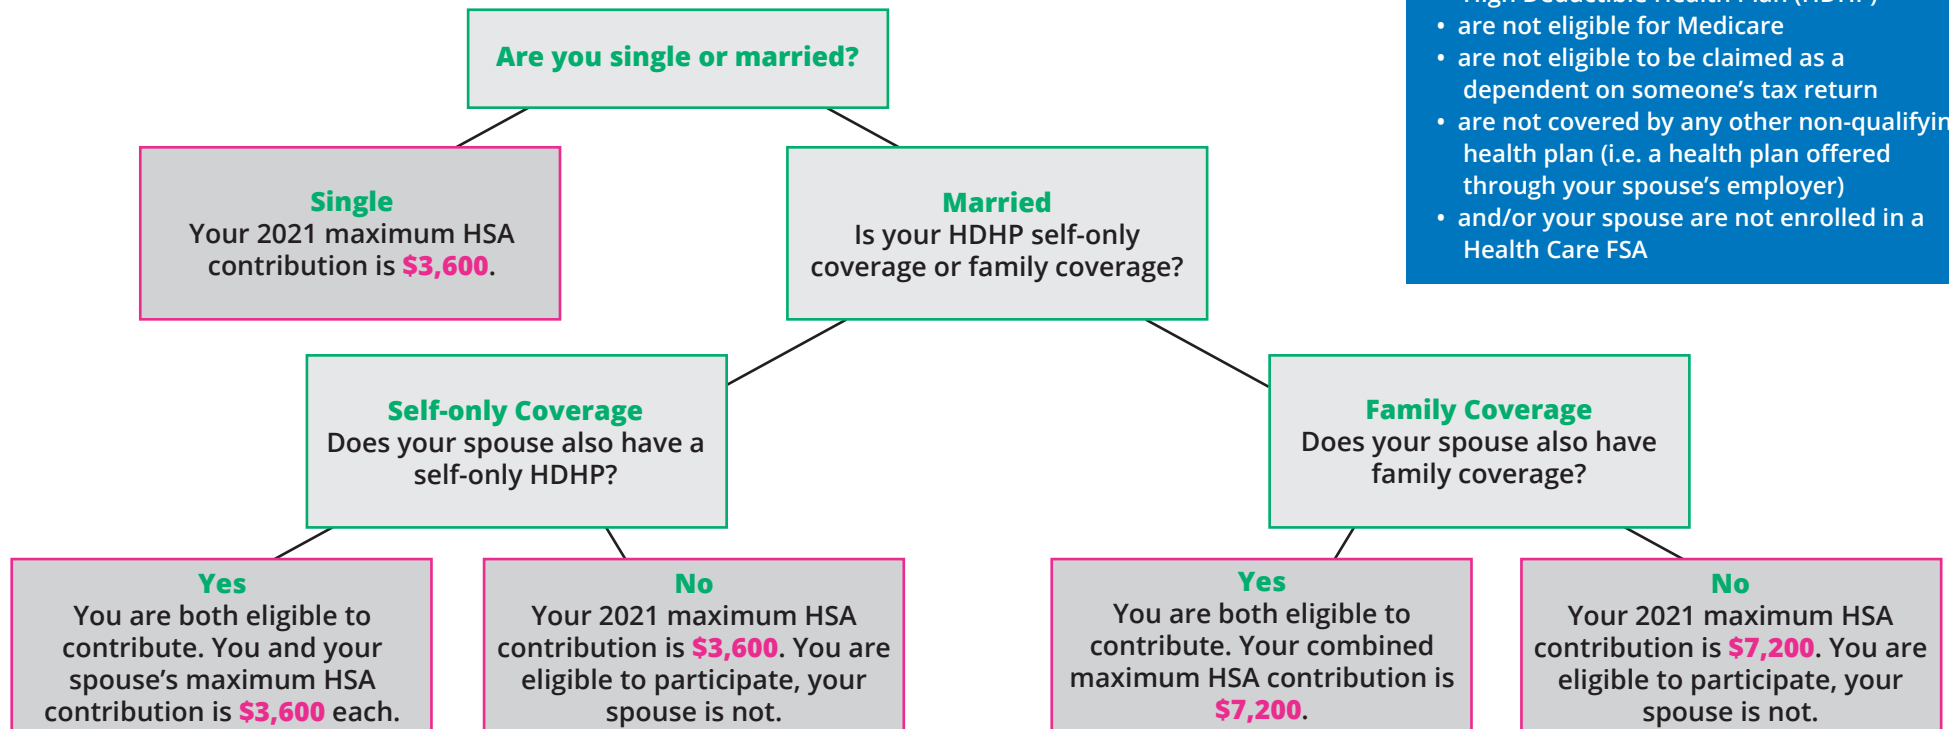 Are you single or married?
Single
Your 2021 maximum HSA
contribution is $3,600.
Married
Is your HDHP self-only
coverage or family coverage?
High Deductible Health Plan (HDHP)
• are not eligible for Medicare
• are not eligible to be claimed as a
dependent on someone’s tax return
• are not covered by any other non-qualifyin
health plan (i.e. a health plan offered
through your spouse’s employer)
• and/or your spouse are not enrolled in a
Health Care FSA
Self-only Coverage
Does your spouse also have a
self-only HDHP?
Family Coverage
Does your spouse also have
family coverage?
Yes
You are both eligible to
contribute. You and your
spouse’s maximum HSA
contribution is $3,600 each.
No
Your 2021 maximum HSA
contribution is $3,600. You are
eligible to participate, your
spouse is not.
Yes
You are both eligible to
contribute. Your combined
maximum HSA contribution is
$7,200.
No
Your 2021 maximum HSA
contribution is $7,200. You are
eligible to participate, your
spouse is not.